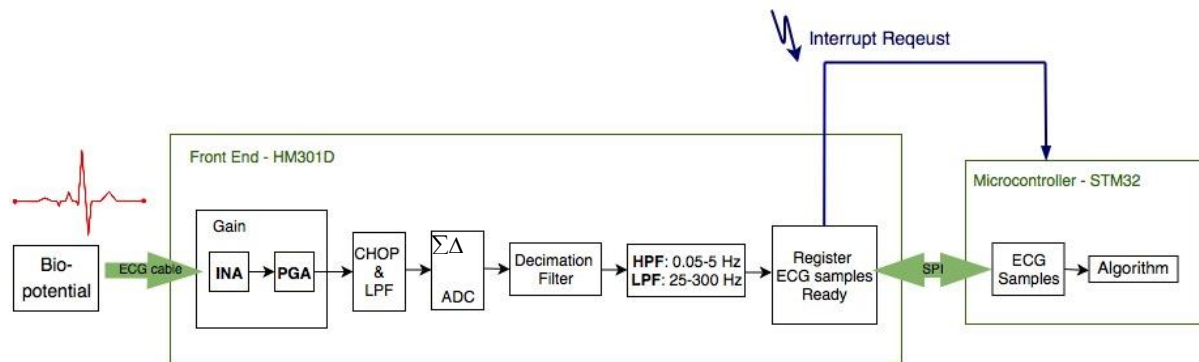 Interrupt Reqeust
Front End - HM301D
Microcontroller - STM32
Bio-
potential
ECG cable
Gain
INA
PGA
CHOP
&
LPF
ΣΔ
ADC
Decimation
Filter
HPF: 0.05-5 Hz
LPF: 25-300 Hz
Register
ECG samples
Ready
SPI
ECG
Samples
Algorithm